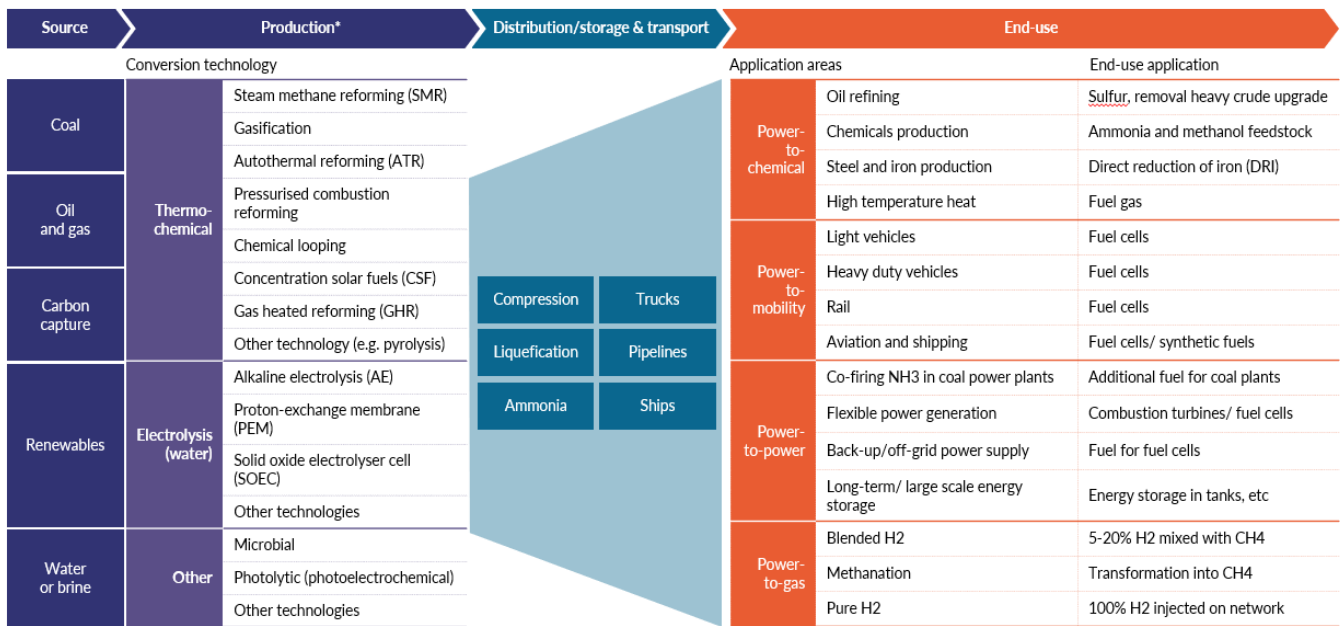 Source
Production*
Distribution/storage & transport
End-use
Conversion technology
Application areas
End-use application
Coal
Oil
and gas
Carbon
capture
Renewables
Water
or brine
Thermo-
chemical
Steam methane reforming (SMR)
Gasification
Autothermal reforming (ATR)
Pressurised combustion
reforming
Chemical looping
Concentration solar fuels (CSF)
Gas heated reforming (GHR)
Other technology (e.g. pyrolysis)
Electrolysis
(water)
Alkaline electrolysis (AE)
Proton-exchange membrane
(PEM)
Solid oxide electrolyser cell
(SOEC)
Other technologies
Other
Microbial
Photolytic (photoelectrochemical)
Other technologies
Compression
Trucks
Liquefication
Pipelines
Ammonia
Ships
Power-
to-
chemical
Oil refining
Sulfur, removal heavy crude upgrade
Chemicals production
Ammonia and methanol feedstock
Steel and iron production
Direct reduction of iron (DRI)
High temperature heat
Fuel gas
Power-
to-
mobility
Light vehicles
Fuel cells
Heavy duty vehicles
Fuel cells
Rail
Fuel cells
Aviation and shipping
Fuel cells/ synthetic fuels
Power-
to-power
Co-firing NH3 in coal power plants
Additional fuel for coal plants
Flexible power generation
Combustion turbines/ fuel cells
Back-up/off-grid power supply
Fuel for fuel cells
Long-term/ large scale energy
storage
Energy storage in tanks, etc
Power-
to-gas
Blended H2
5-20% H2 mixed with CH4
Methanation
Transformation into CH4
Pure H2
100% H2 injected on network